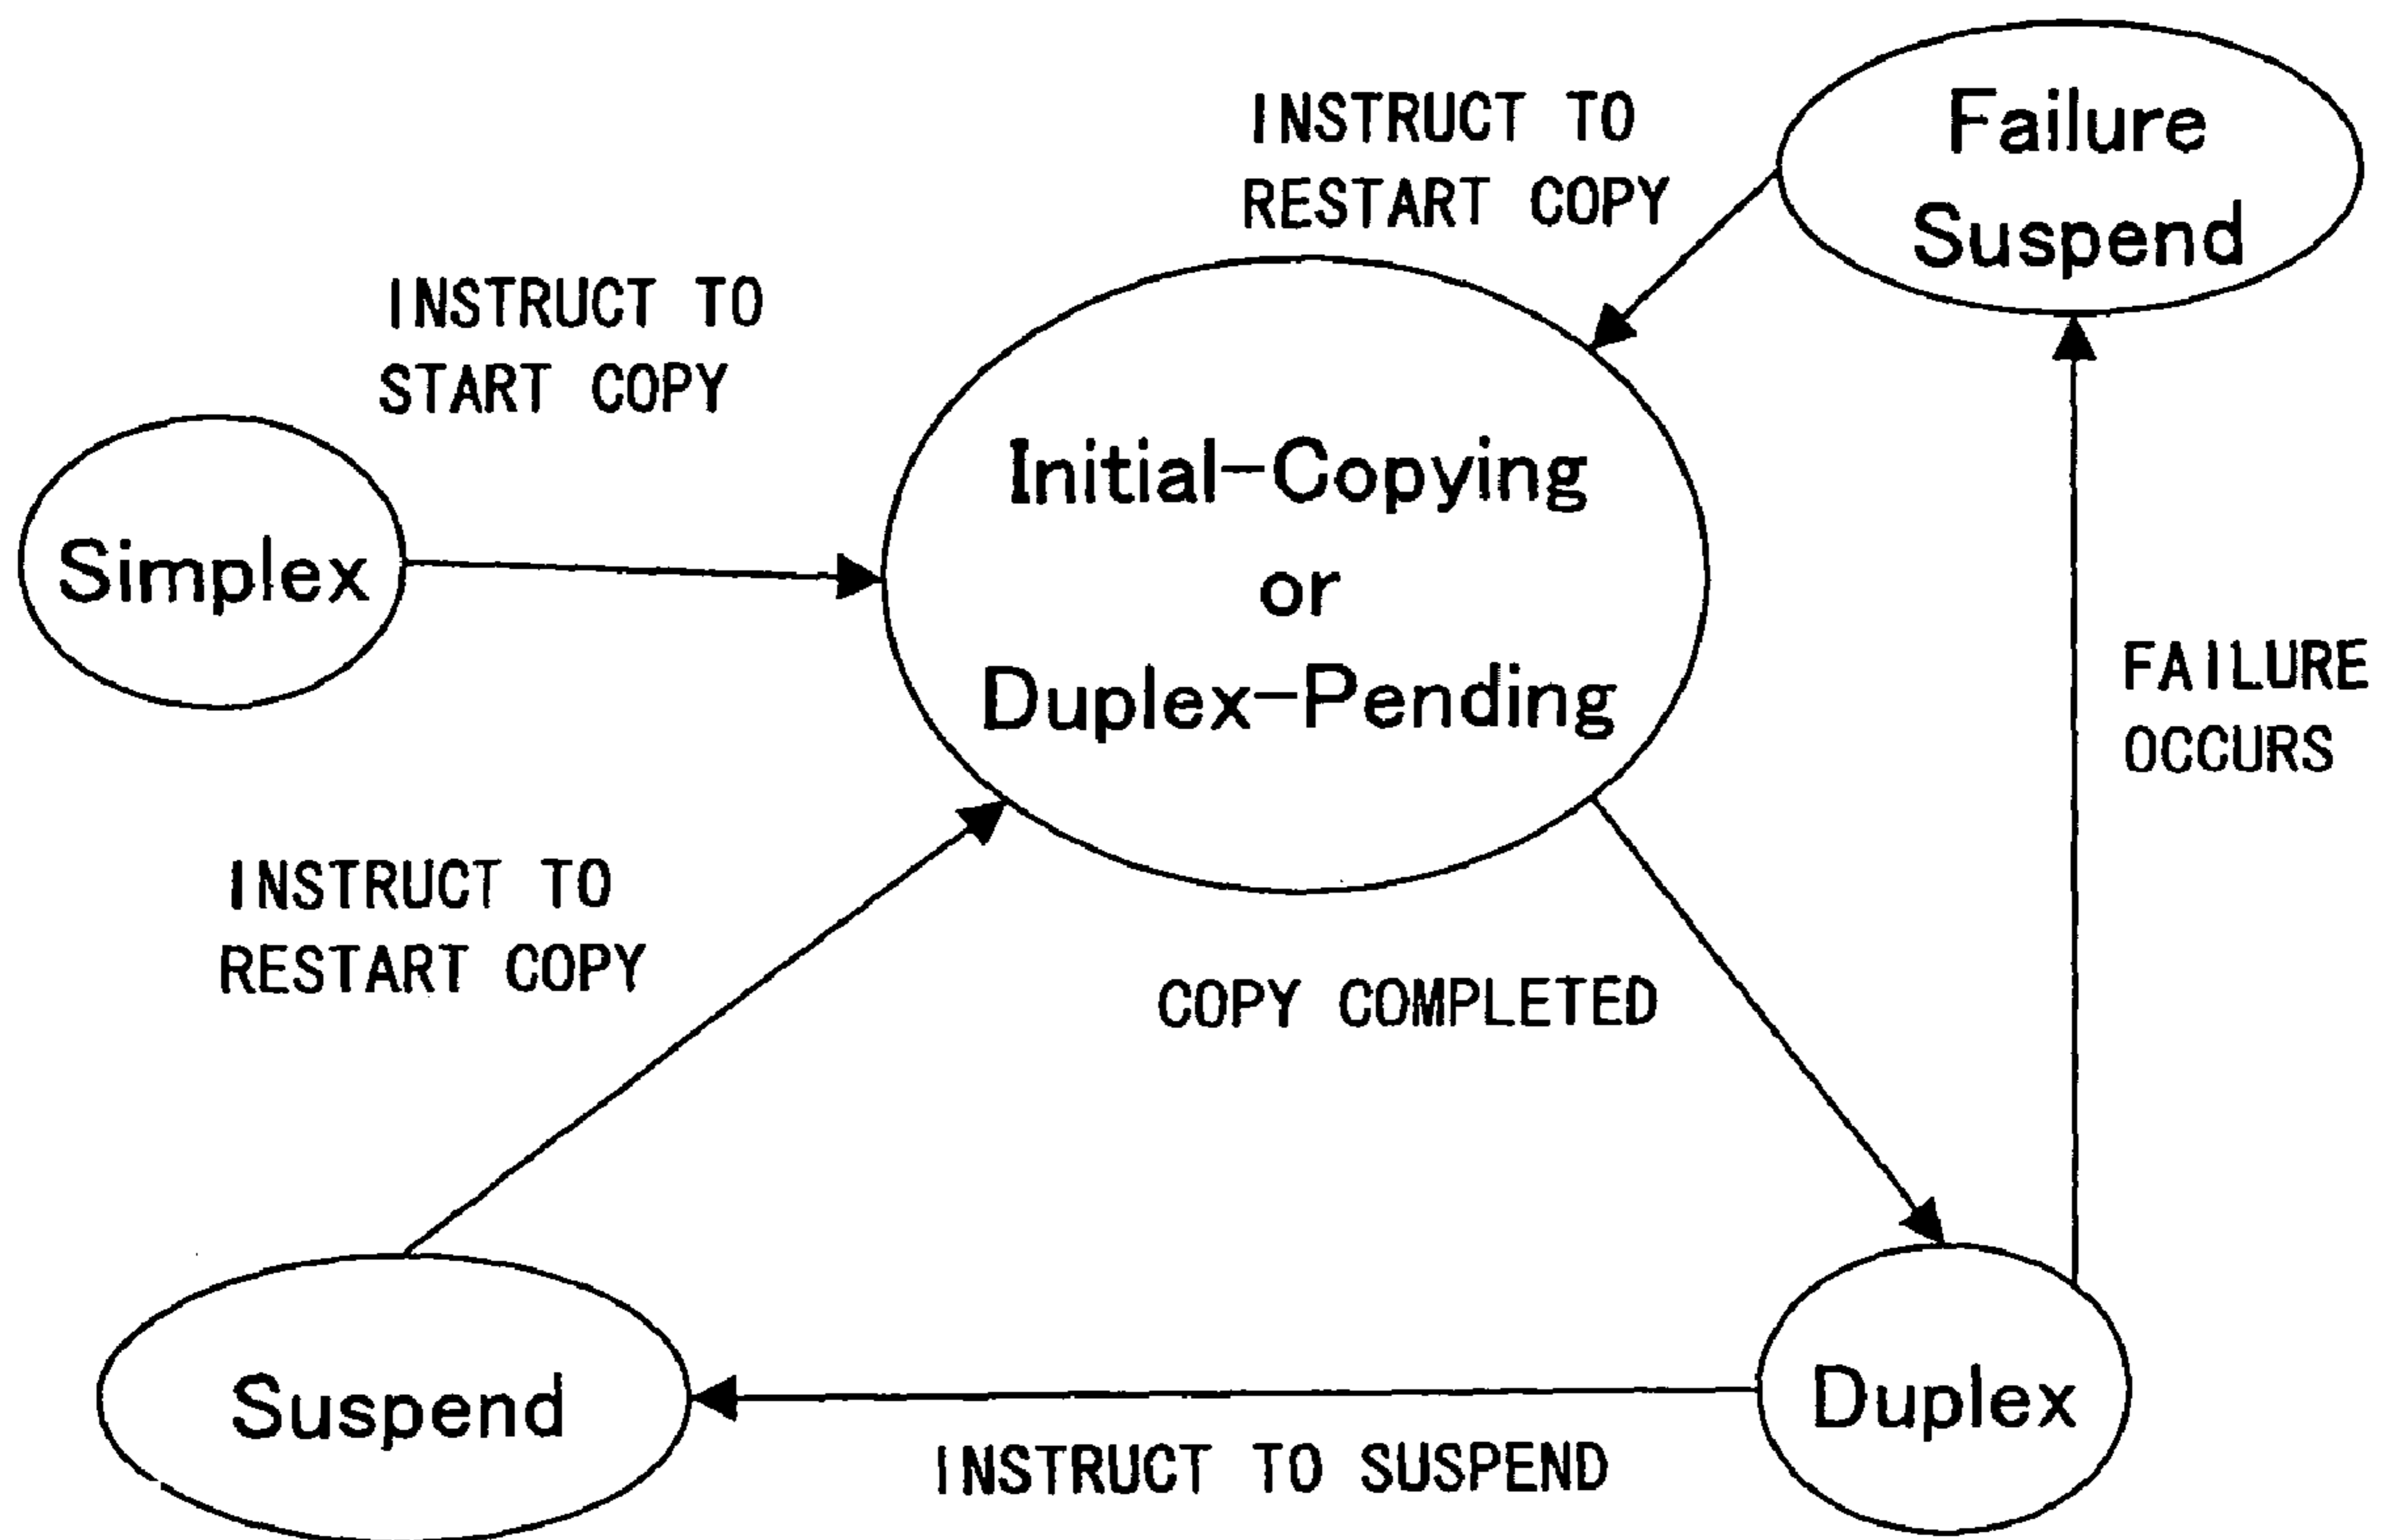 INSTRUCT TO
RESTART COPY
Failure
Suspend
INSTRUCT TO
START COPY
Simplex
Initial-Copying
or
Duplex-Pending
FAILURE
OCCURS
INSTRUCT TO
RESTART COPY
COPY COMPLETED
Suspend
INSTRUCT TO SUSPEND
Duplex